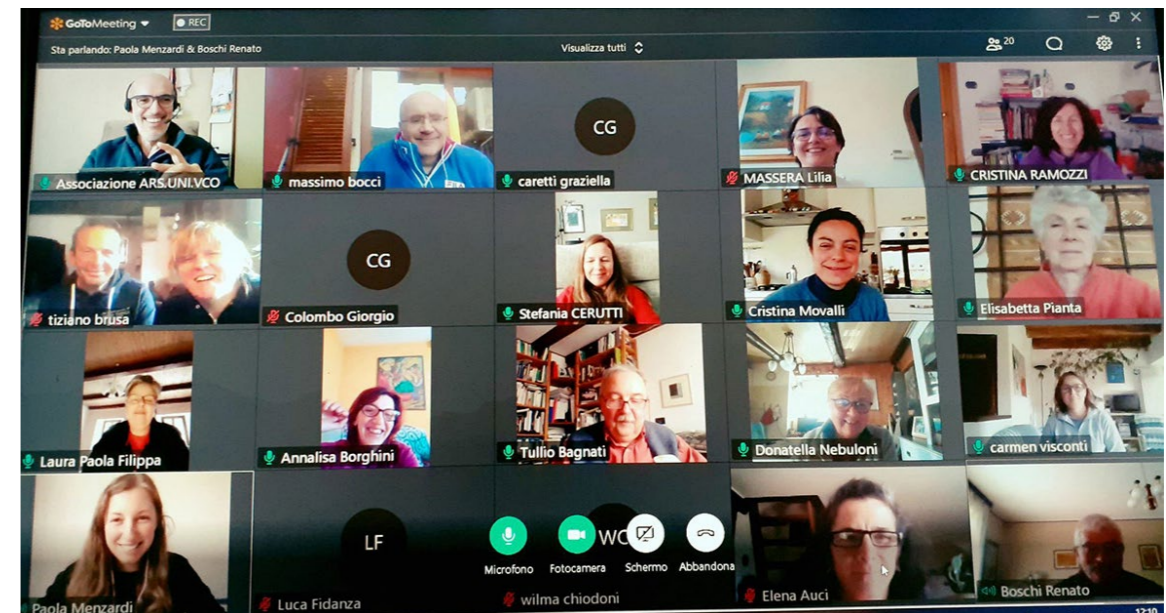 GoToMeeting REC
Sta parlando: Paola Menzardi & Boschi Renato
Visualizza tutti
20
CG
Associazione ARS.UNI.VCO
massimo bocci
caretti graziella
MASSERA Lilia
CRISTINA RAMOZZI
CG
tiziano brusa
Colombo Giorgio
Stefania CERUTTI
Cristina Movalli
Elisabetta Pianta
Laura Paola Filippa
Annalisa Borghini
Tullio Bagnati
Donatella Nebuloni
carmen visconti
LF
WC
Microfono
Fotocamera
Schermo
Abbandona
Paola Menzardi
Luca Fidanza
wilma chiodoni
Elena Auci
Boschi Renato
12:10